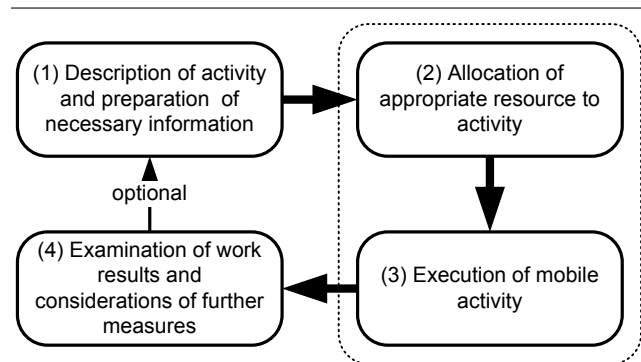 (1) Description of activity
and preparation of
necessary information
(2) Allocation of
appropriate resource to
activity
optional
(4) Examination of work
results and
considerations of further
measures
(3) Execution of mobile
activity